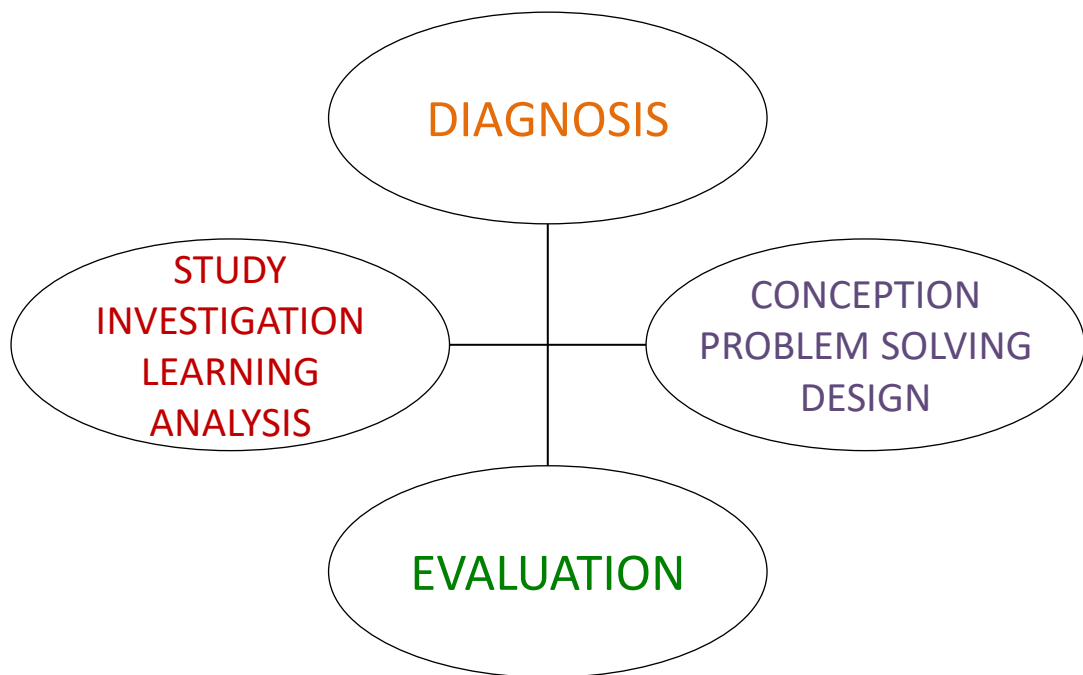 DIAGNOSIS
STUDY
INVESTIGATION
LEARNING
ANALYSIS
CONCEPTION
PROBLEM SOLVING
DESIGN
EVALUATION